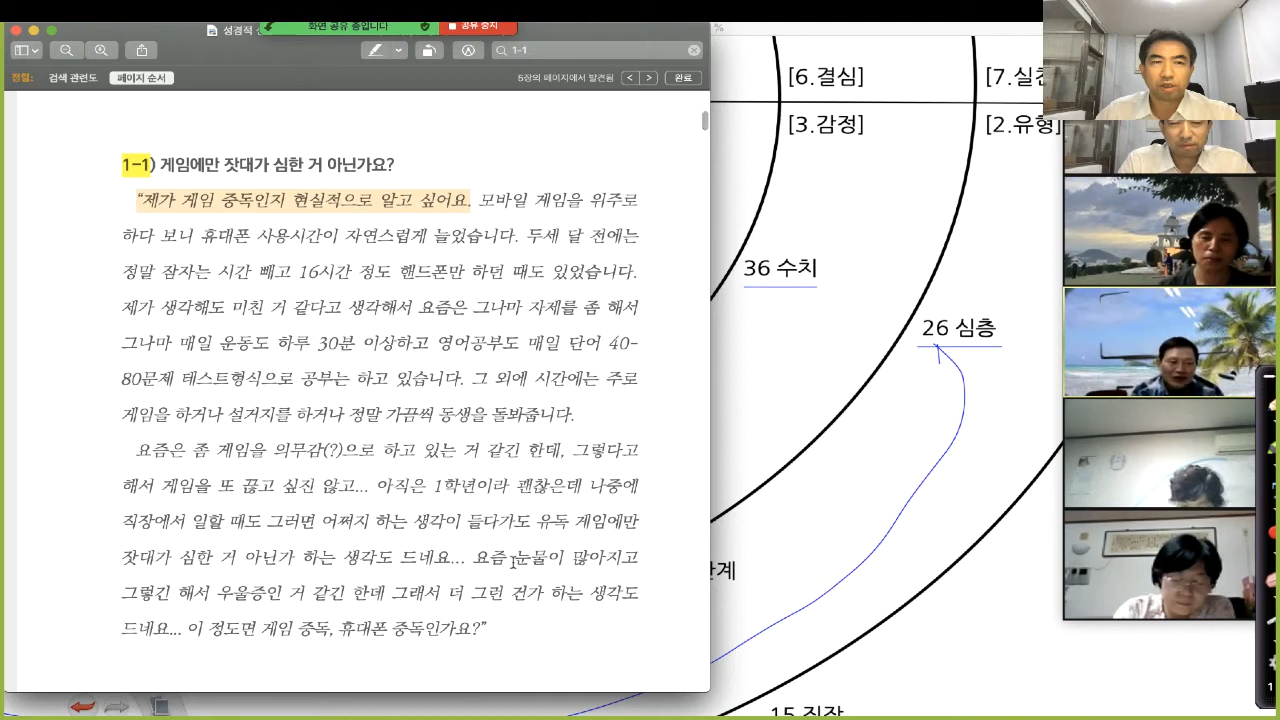 성경적
화면 공유 중입니다
공유 중지
1-1
정렬:
검색 관련도
페이지 순서
5장의 페이지에서 발견됨
완료
1-1) 게임에만 잣대가 심한 거 아닌가요?
“제가 게임 중독인지 현실적으로 알고 싶어요. 모바일 게임을 위주로
하다 보니 휴대폰 사용시간이 자연스럽게 늘었습니다. 두세 달 전에는
정말 잠자는 시간 빼고 16시간 정도 핸드폰만 하던 때도 있었습니다.
제가 생각해도 미친 거 같다고 생각해서 요즘은 그나마 자제를 좀 해서
그나마 매일 운동도 하루 30분 이상하고 영어공부도 매일 단어 40-
80문제 테스트형식으로 공부는 하고 있습니다. 그 외에 시간에는 주로
게임을 하거나 설거지를 하거나 정말 가끔씩 동생을 돌봐줍니다.
요즘은 좀 게임을 의무감(?)으로 하고 있는 거 같긴 한데, 그렇다고
해서 게임을 또 끊고 싶진 않고... 아직은 1학년이라 괜찮은데 나중에
직장에서 일할 때도 그러면 어쩌지 하는 생각이 들다가도 유독 게임에만
잣대가 심한 거 아닌가 하는 생각도 드네요... 요즘 눈물이 많아지고
그렇긴 해서 우울증인 거 같긴 한데 그래서 더 그런 건가 하는 생각도
드네요... 이 정도면 게임 중독, 휴대폰 중독인가요?”
%
[6.결심]
[3.감정]
[2.유형]
36 수치
26 심층
15 직장